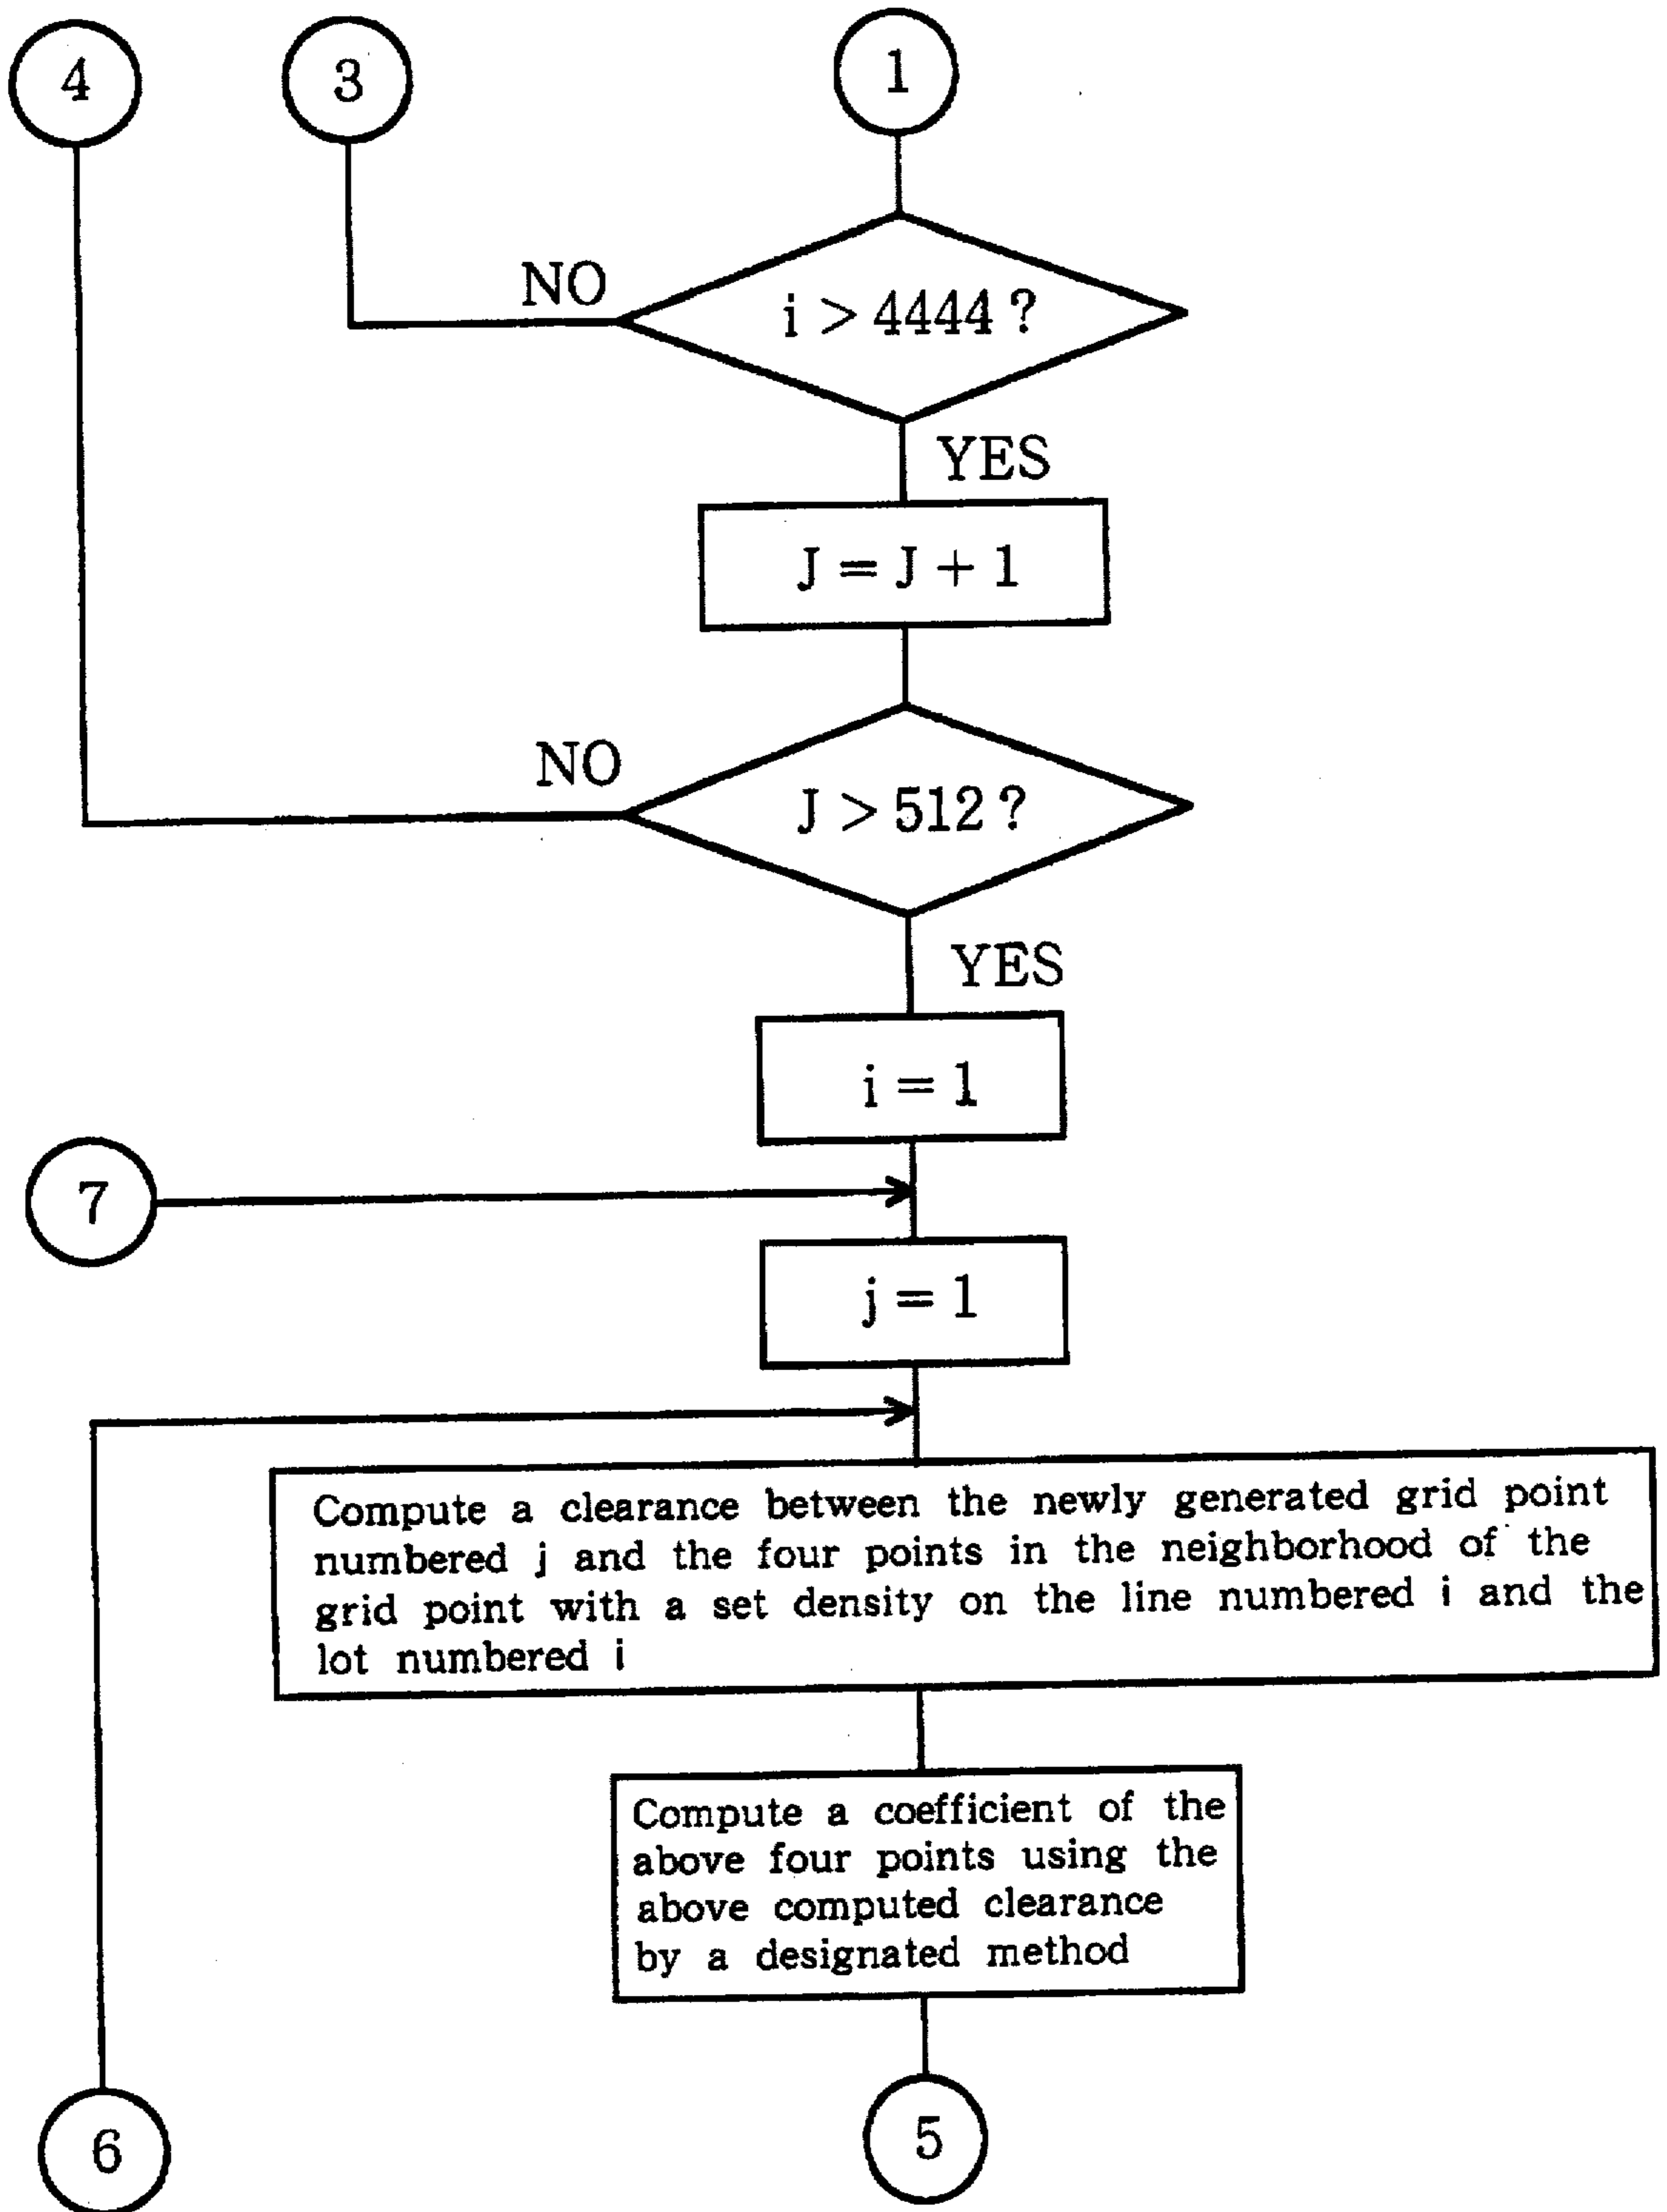 4
3
1
NO
i > 4444 ?
YES
J = J + 1
NO
J > 512 ?
YES
i = 1
7
j = 1
Compute a clearance between the newly generated grid point
numbered j and the four points in the neighborhood of the
grid point with a set density on the line numbered i and the
lot numbered i
Compute a coefficient of the
above four points using the
above computed clearance
by a designated method
6
5